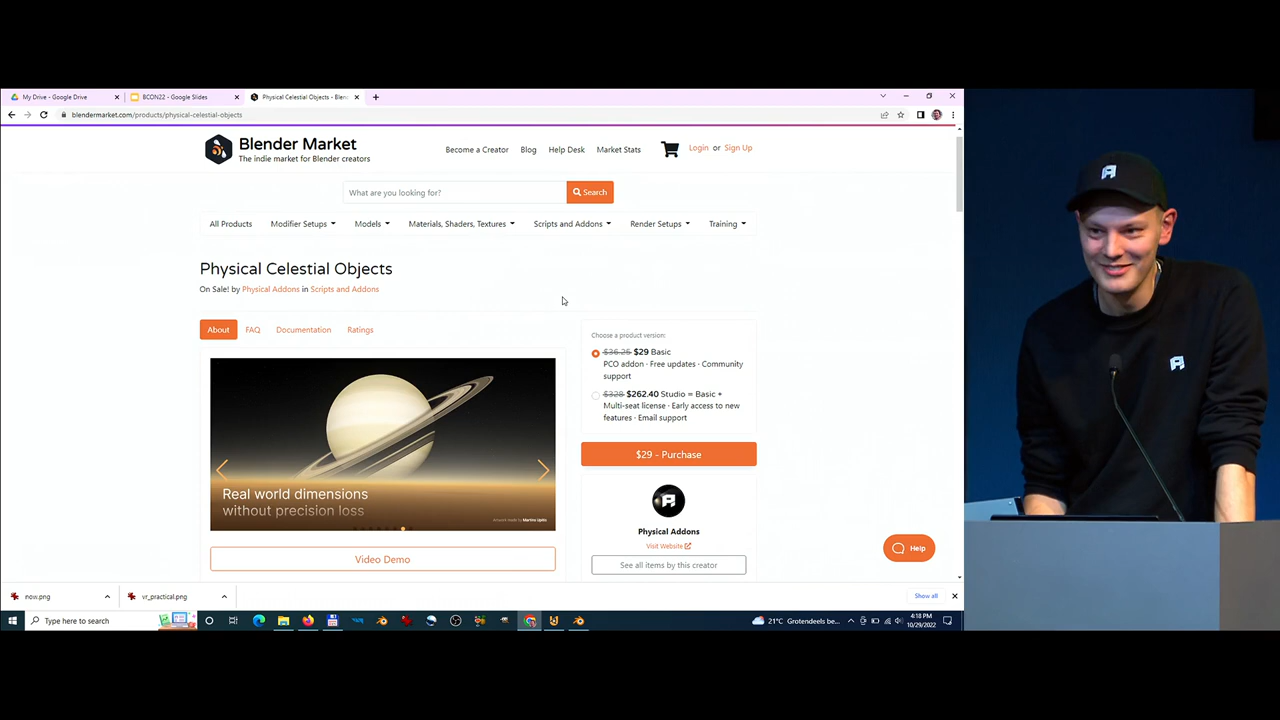 My Drive - Google Drive
BCON22 - Google Slides
Physical Celestial Objects - Blen
blendermarket.com/products/physical-celestial-objects
Blender Market
The indie market for Blender creators
Become a Creator
Blog
Help Desk
Market Stats
Login or Sign Up
What are you looking for?
Search
All Products
Modifier Setups
Models
Materials, Shaders, Textures
Scripts and Addons
Render Setups
Training
Physical Celestial Objects
On Sale! by Physical Addons in Scripts and Addons
About
FAQ
Documentation
Ratings
Choose a product version:
$36.25 $29 Basic
PCO addon · Free updates · Community
support
$328 $262.40 Studio = Basic +
Multi-seat license · Early access to new
features · Email support
$29 - Purchase
Real world dimensions
without precision loss
Artwork made by Martins Upitis
Physical Addons
Visit Website
See all items by this creator
Video Demo
Help
now.png
vr_practical.png
Show all
Type here to search
21°C Grotendeels be...
4:18 PM
10/29/2022